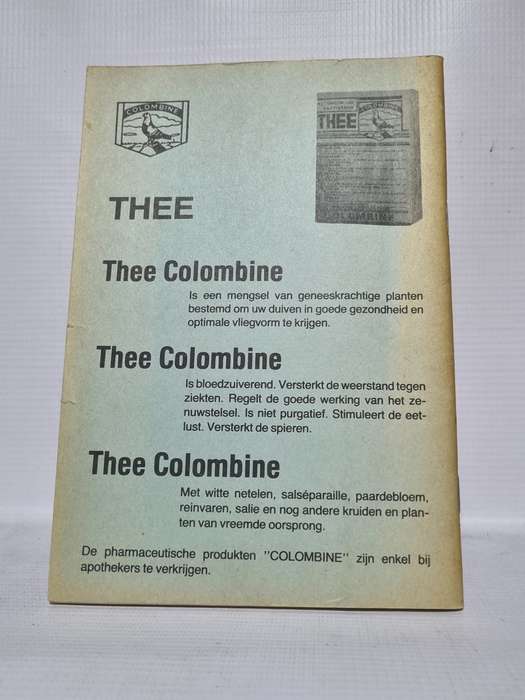 COLOMBINE
THEE
COLOMBINE
COLOMBINE
THEE
Thee Colombine
Is een mengsel van geneeskrachtige planten
bestemd om uw duiven in goede gezondheid en
optimale vliegvorm te krijgen.
Thee Colombine
Is bloedzuiverend. Versterkt de weerstand tegen
ziekten. Regelt de goede werking van het ze-
nuwstelsel. Is niet purgatief. Stimuleert de eet-
lust. Versterkt de spieren.
Thee Colombine
Met witte netelen, salséparaille, paardebloem,
reinvaren, salie en nog andere kruiden en plan-
ten van vreemde oorsprong.
De pharmaceutische produkten "COLOMBINE" zijn enkel bij
apothekers te verkrijgen.